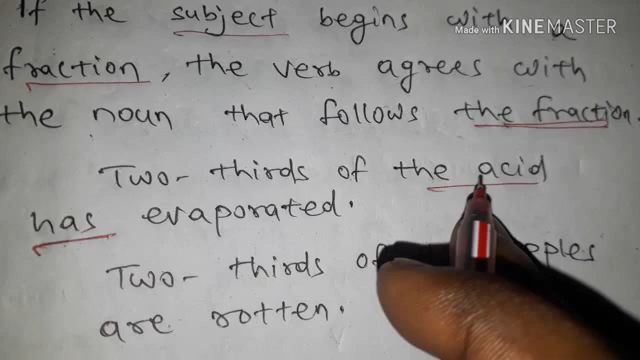 If the subject begins with a
Made with KINEMASTER
fraction, the verb agrees with
the noun that follows the fraction.
Two-thirds of the acid
has evaporated.
Two-thirds
are rotten.